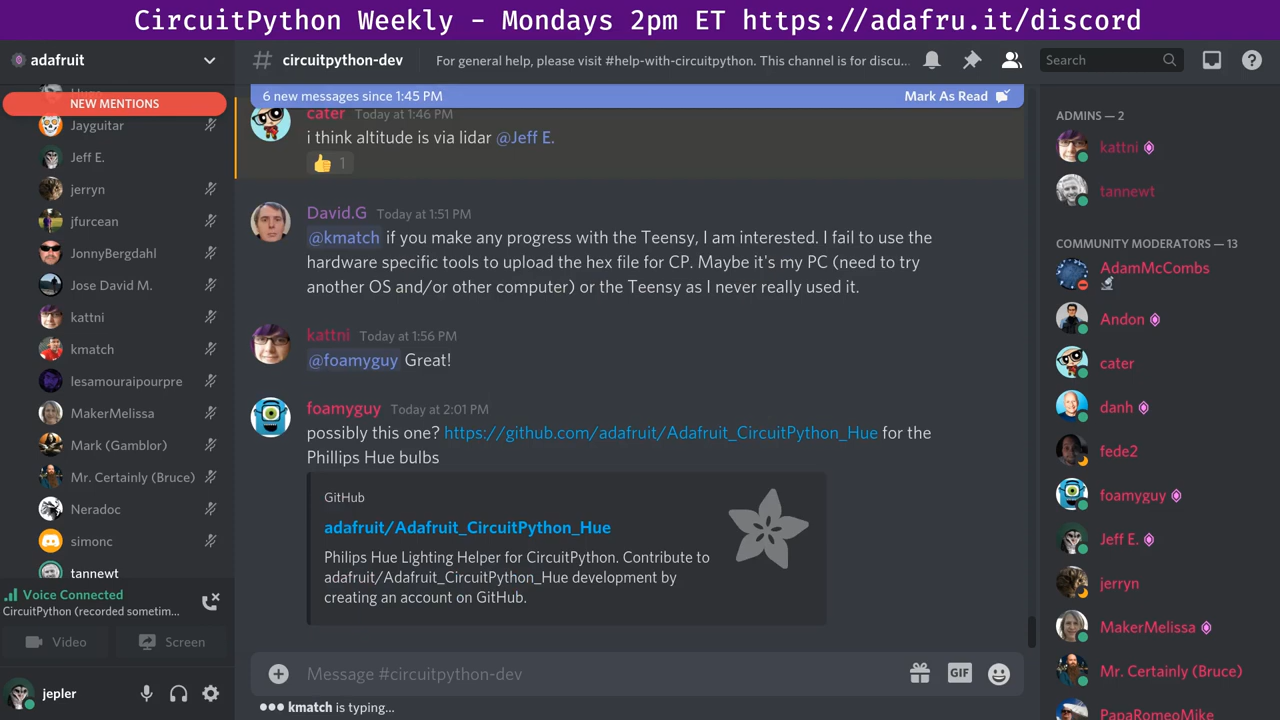 CircuitPython Weekly - Mondays 2pm ET https://adafru.it/discord
adafruit
Hugo
NEW MENTIONS
Jayguitar
Jeff E.
jerryn
jfurcean
JonnyBergdahl
Jose David M.
kattni
kmatch
lesamouraipourpre
MakerMelissa
Mark (Gamblor)
Mr. Certainly (Bruce)
Neradoc
simonc
tannewt
Voice Connected
CircuitPython (recorded sometim...
Video
Screen
jepler
# circuitpython-dev
For general help, please visit #help-with-circuitpython. This channel is for discu...
Search
6 new messages since 1:45 PM
Mark As Read
cater Today at 1:46 PM
i think altitude is via lidar @Jeff E.
1
David.G Today at 1:51 PM
@kmatch if you make any progress with the Teensy, I am interested. I fail to use the
hardware specific tools to upload the hex file for CP. Maybe it's my PC (need to try
another OS and/or other computer) or the Teensy as I never really used it.
kattni Today at 1:56 PM
@foamyguy Great!
foamyguy Today at 2:01 PM
possibly this one? https://github.com/adafruit/Adafruit_CircuitPython_Hue for the
Phillips Hue bulbs
GitHub
adafruit/Adafruit_CircuitPython_Hue
Philips Hue Lighting Helper for CircuitPython. Contribute to
adafruit/Adafruit_CircuitPython_Hue development by
creating an account on GitHub.
Message #circuitpython-dev
GIF
kmatch is typing...
ADMINS — 2
kattni
tannewt
COMMUNITY MODERATORS — 13
AdamMcCombs
Andon
cater
danh
fede2
foamyguy
Jeff E.
jerryn
MakerMelissa
Mr. Certainly (Bruce)
PapaRomeoMike